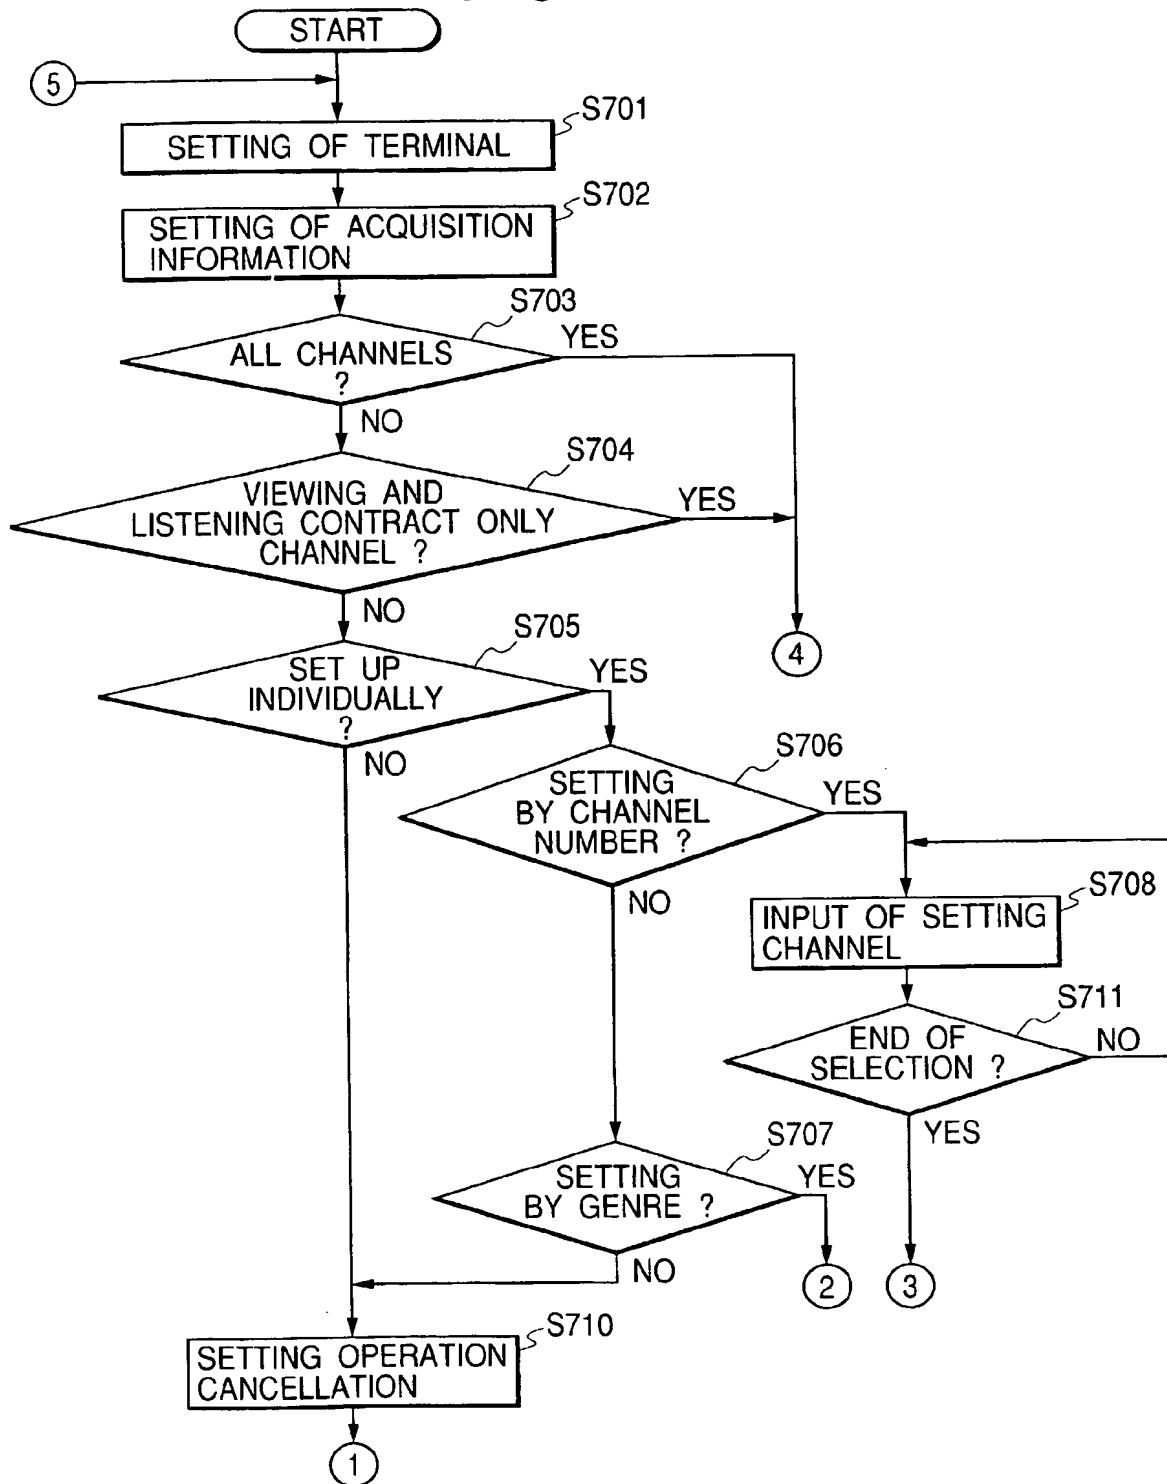 START
5
S701
SETTING OF TERMINAL
S702
SETTING OF ACQUISITION
INFORMATION
S703
ALL CHANNELS
?
YES
NO
S704
VIEWING AND
LISTENING CONTRACT ONLY
CHANNEL ?
YES
NO
4
S705
SET UP
INDIVIDUALLY
?
YES
NO
S706
SETTING
BY CHANNEL
NUMBER ?
YES
NO
S708
INPUT OF SETTING
CHANNEL
S711
END OF
SELECTION ?
NO
YES
S707
SETTING
BY GENRE ?
YES
NO
2
3
S710
SETTING OPERATION
CANCELLATION
1